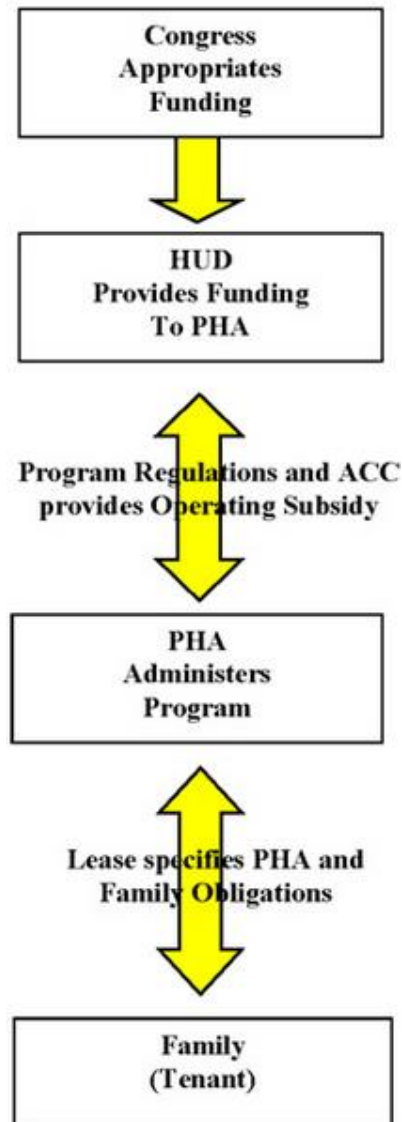 Congress
Appropriates
Funding
HUD
Provides Funding
To PHA
Program Regulations and ACC
provides Operating Subsidy
PHA
Administers
Program
Lease specifies PHA and
Family Obligations
Family
(Tenant)